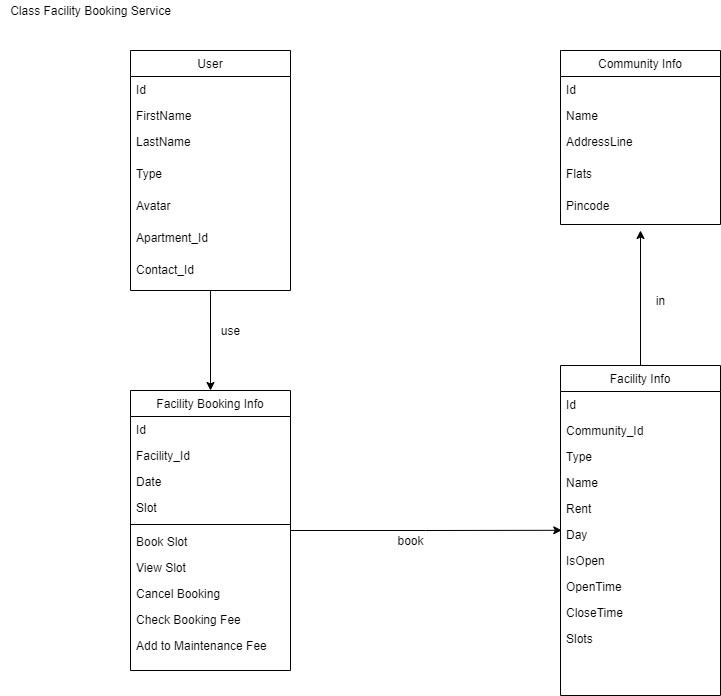 Class Facility Booking Service
User
Id
FirstName
LastName
Type
Avatar
Apartment_Id
Contact_Id
Community Info
Id
Name
AddressLine
Flats
Pincode
use
in
Facility Booking Info
Id
Facility_Id
Date
Slot
Book Slot
View Slot
Cancel Booking
Check Booking Fee
Add to Maintenance Fee
book
Facility Info
Id
Community_Id
Type
Name
Rent
Day
IsOpen
OpenTime
CloseTime
Slots